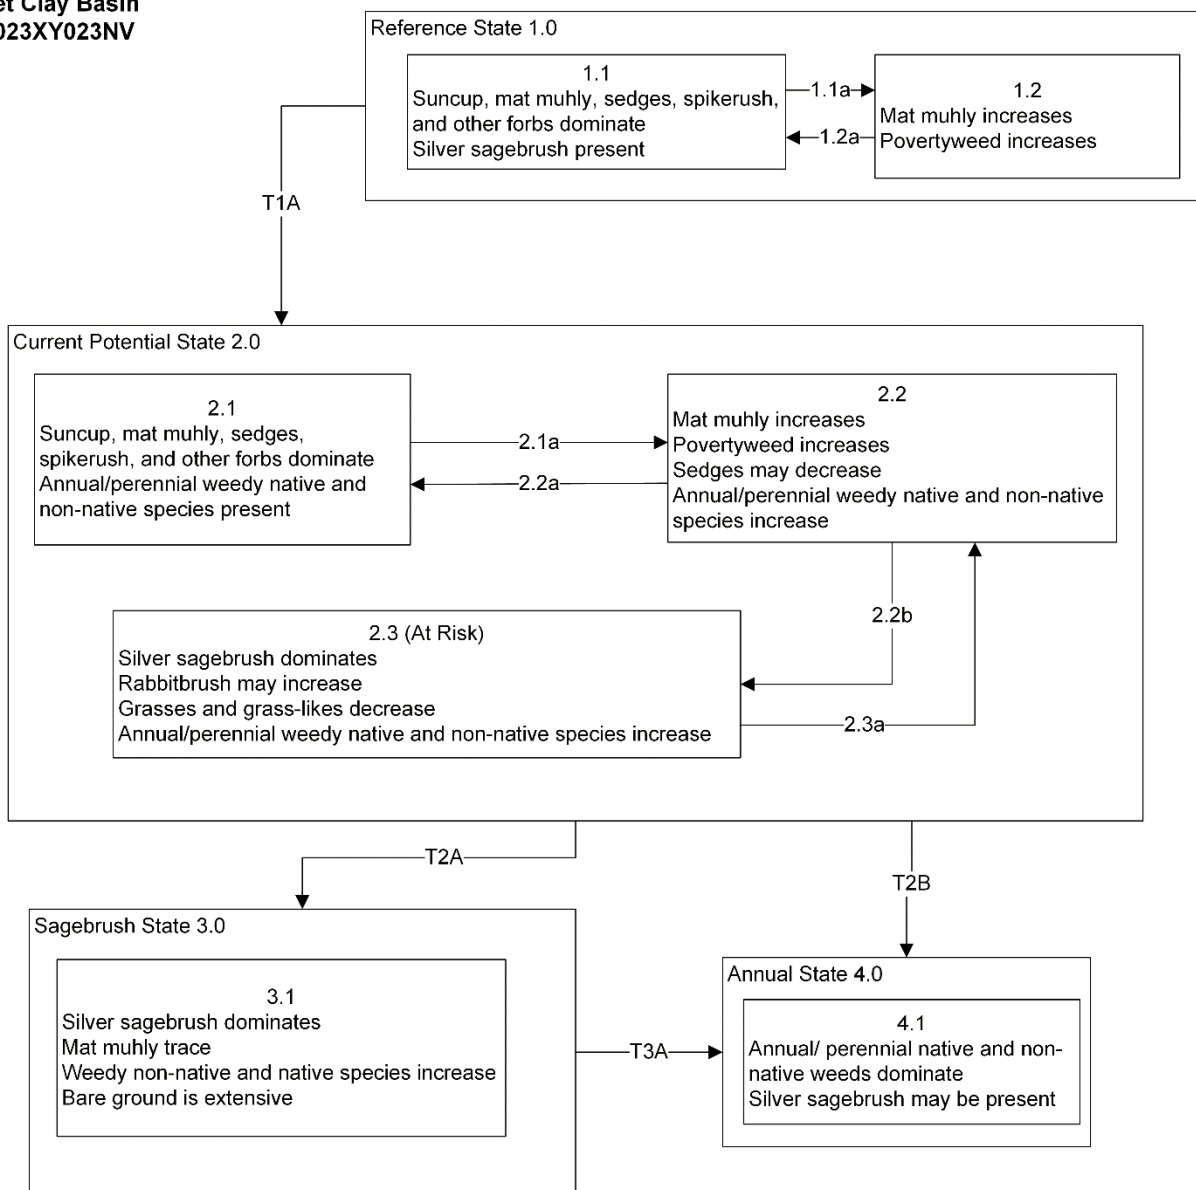 et Clay Basin
023XY023NV
Reference State 1.0
1.1
Suncup, mat muhly, sedges, spikerush,
and other forbs dominate
Silver sagebrush present
1.1a
1.2a
1.2
Mat muhly increases
Povertyweed increases
T1A
Current Potential State 2.0
2.1
Suncup, mat muhly, sedges,
spikerush, and other forbs dominate
Annual/perennial weedy native and
non-native species present
2.1a
2.2a
2.2
Mat muhly increases
Povertyweed increases
Sedges may decrease
Annual/perennial weedy native and non-native
species increase
2.2b
2.3 (At Risk)
Silver sagebrush dominates
Rabbitbrush may increase
Grasses and grass-likes decrease
Annual/perennial weedy native and non-native species increase
2.3a
T2A
T2B
Sagebrush State 3.0
3.1
Silver sagebrush dominates
Mat muhly trace
Weedy non-native and native species increase
Bare ground is extensive
T3A
Annual State 4.0
4.1
Annual/ perennial native and non-
native weeds dominate
Silver sagebrush may be present